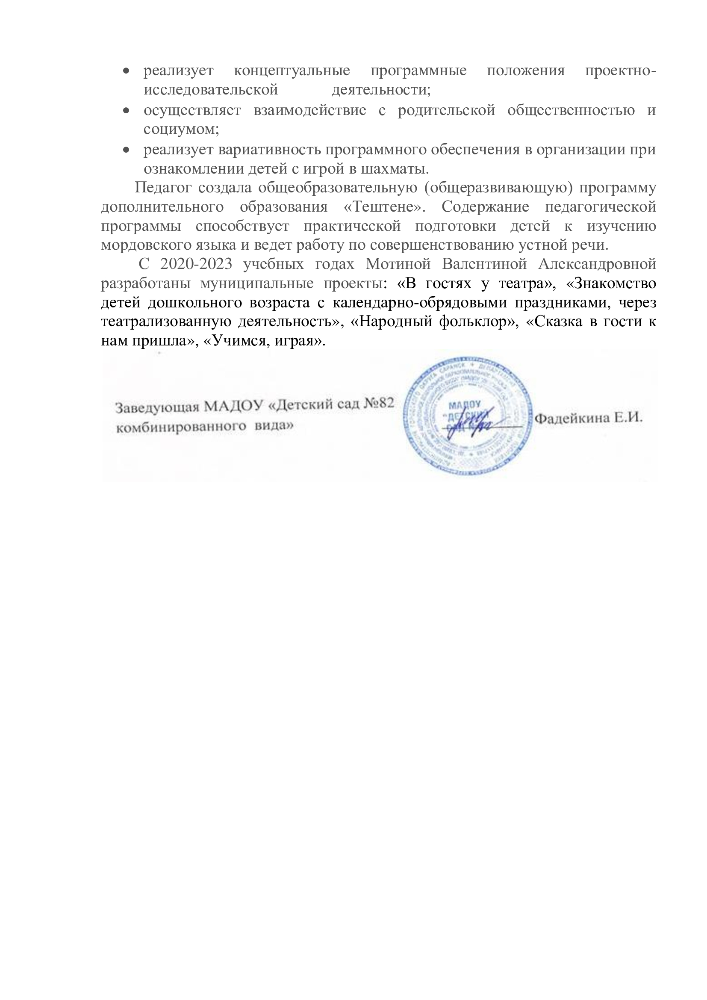 • реализует концептуальные программные положения проектно-
исследовательской деятельности;
• осуществляет взаимодействие с родительской общественностью и
социумом;
• реализует вариативность программного обеспечения в организации при
ознакомлении детей с игрой в шахматы.
Педагог создала общеобразовательную (общеразвивающую) программу
дополнительного образования «Тештене». Содержание педагогической
программы способствует практической подготовки детей к изучению
мордовского языка и ведет работу по совершенствованию устной речи.
С 2020-2023 учебных годах Мотиной Валентиной Александровной
разработаны муниципальные проекты: «В гостях у театра», «Знакомство
детей дошкольного возраста с календарно-обрядовыми праздниками, через
театрализованную деятельность», «Народный фольклор», «Сказка в гости к
нам пришла», «Учимся, играя».
Заведующая МАДОУ «Детский сад №82
комбинированного вида»
МАДОУ
"ДЕТСКИЙ
САД
ОКРУГА САРАНСК
Фадейкина Е.И.